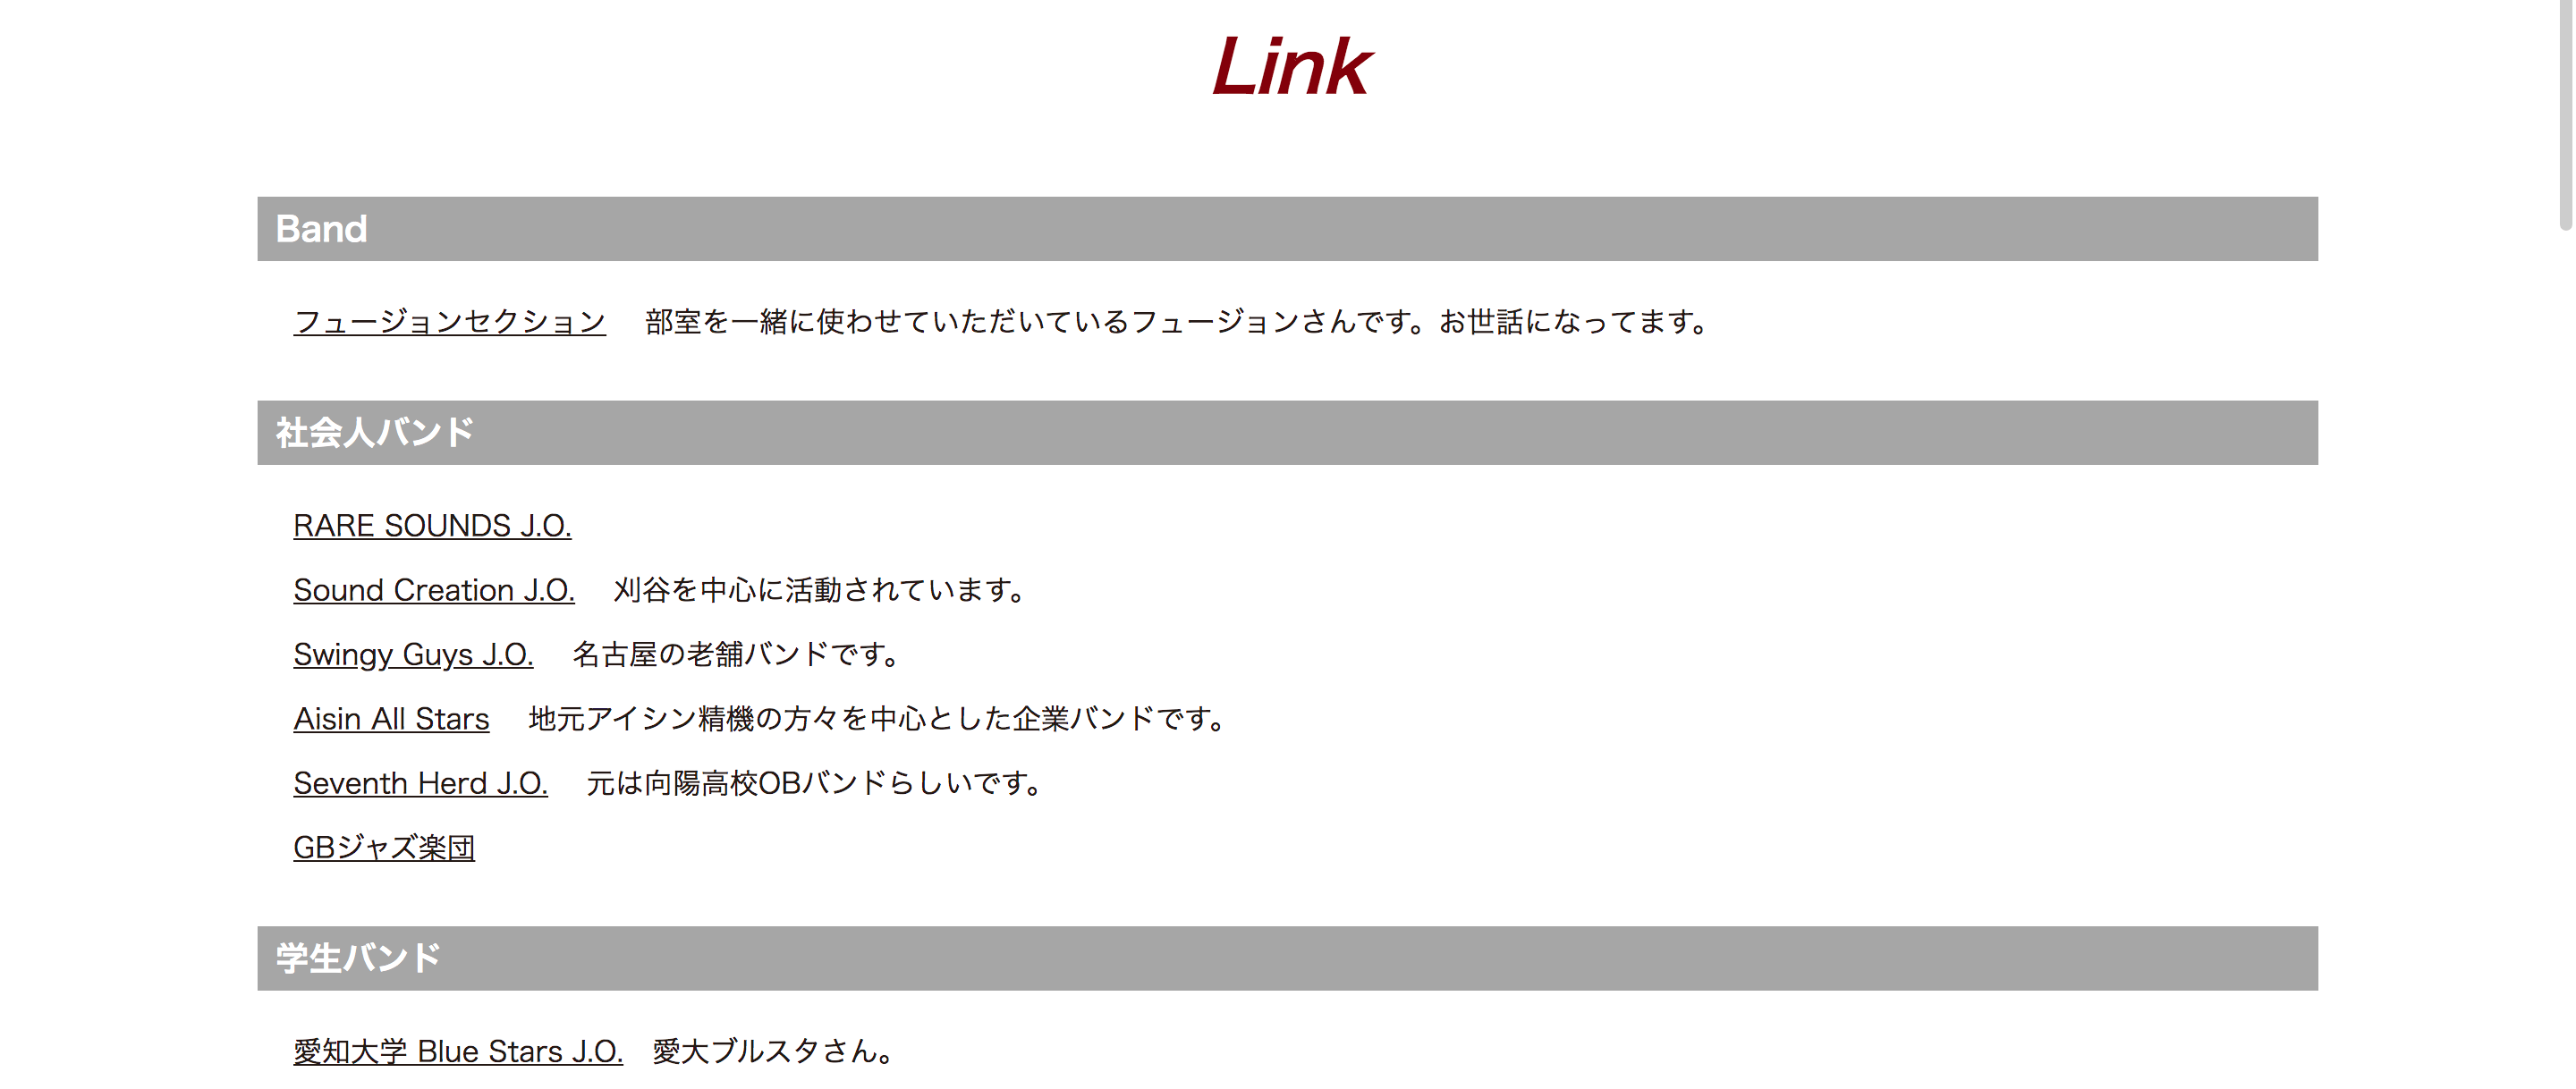 Link
Band
フュージョンセクション　部室を一緒に使わせていただいているフュージョンさんです。お世話になってます。
社会人バンド
RARE SOUNDS J.O.
Sound Creation J.O.　刈谷を中心に活動されています。
Swingy Guys J.O.　名古屋の老舗バンドです。
Aisin All Stars　地元アイシン精機の方々を中心とした企業バンドです。
Seventh Herd J.O.　元は向陽高校OBバンドらしいです。
GBジャズ楽団
学生バンド
愛知大学 Blue Stars J.O.　愛大ブルスタさん。